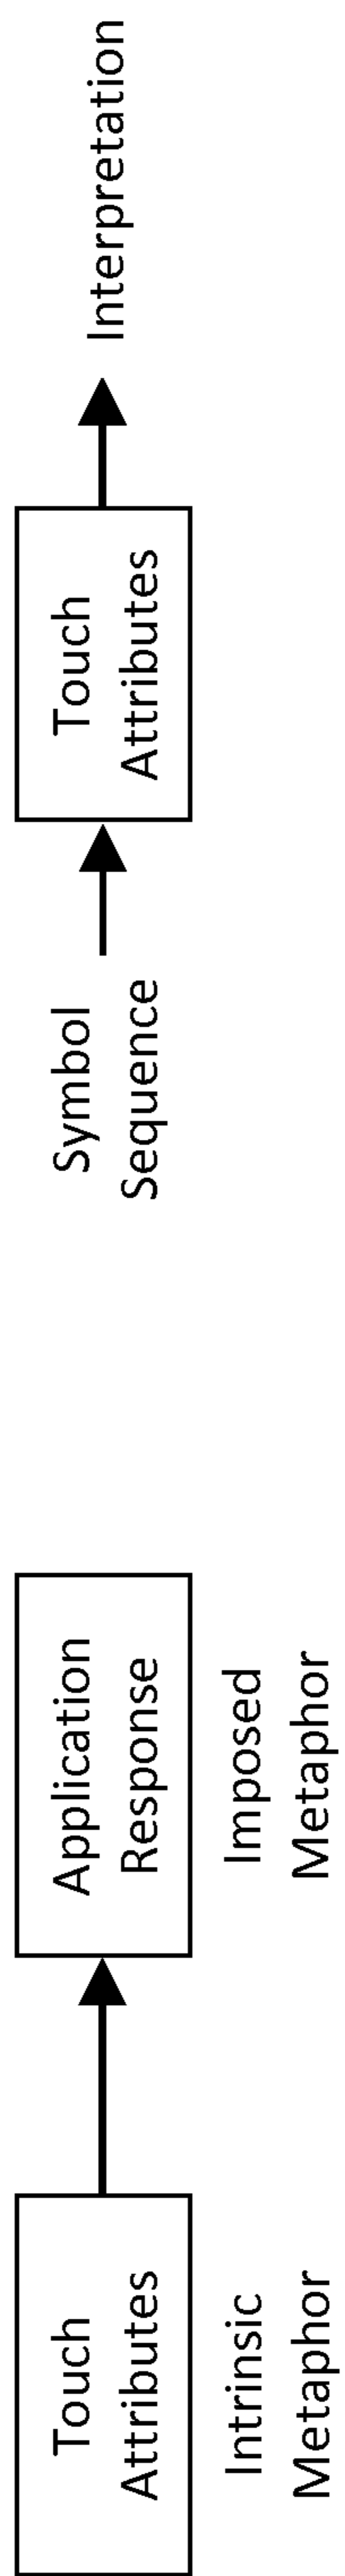 Touch
Attributes
Intrinsic
Metaphor
Application
Response
Imposed
Metaphor
Symbol
Sequence
Touch
Attributes
Interpretation